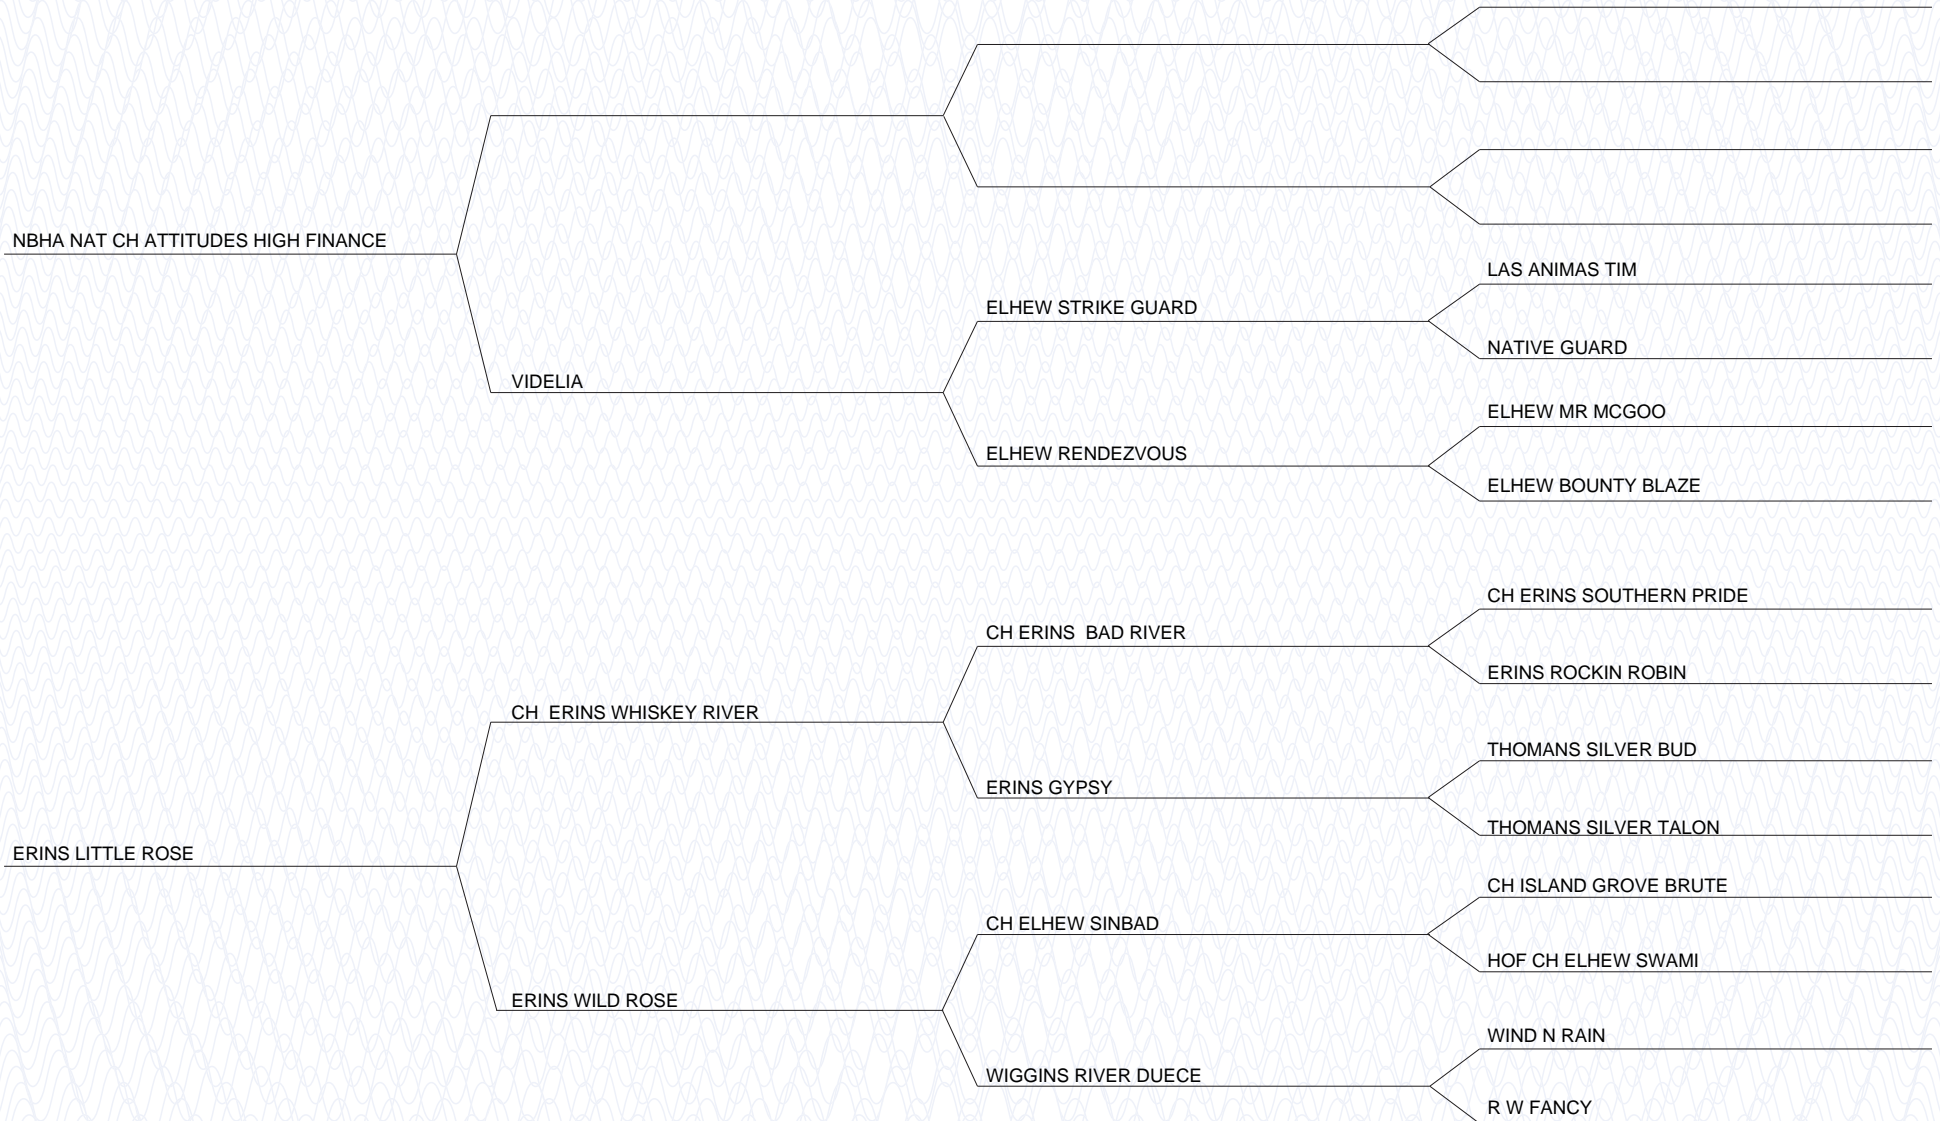 NBHA NAT CH ATTITUDES HIGH FINANCE
VIDELIA
ELHEW STRIKE GUARD
LAS ANIMAS TIM
NATIVE GUARD
ELHEW RENDEZVOUS
ELHEW MR MCGOO
ELHEW BOUNTY BLAZE
ERINS LITTLE ROSE
CH  ERINS WHISKEY RIVER
CH ERINS  BAD RIVER
CH ERINS SOUTHERN PRIDE
ERINS ROCKIN ROBIN
ERINS GYPSY
THOMANS SILVER BUD
THOMANS SILVER TALON
ERINS WILD ROSE
CH ELHEW SINBAD
CH ISLAND GROVE BRUTE
HOF CH ELHEW SWAMI
WIGGINS RIVER DUECE
WIND N RAIN
R W FANCY